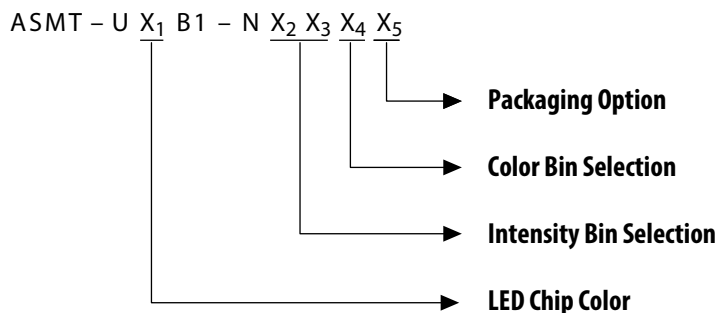 ASMT – U X1 B1 – N X2 X3 X4 X5
Packaging Option
Color Bin Selection
Intensity Bin Selection
LED Chip Color